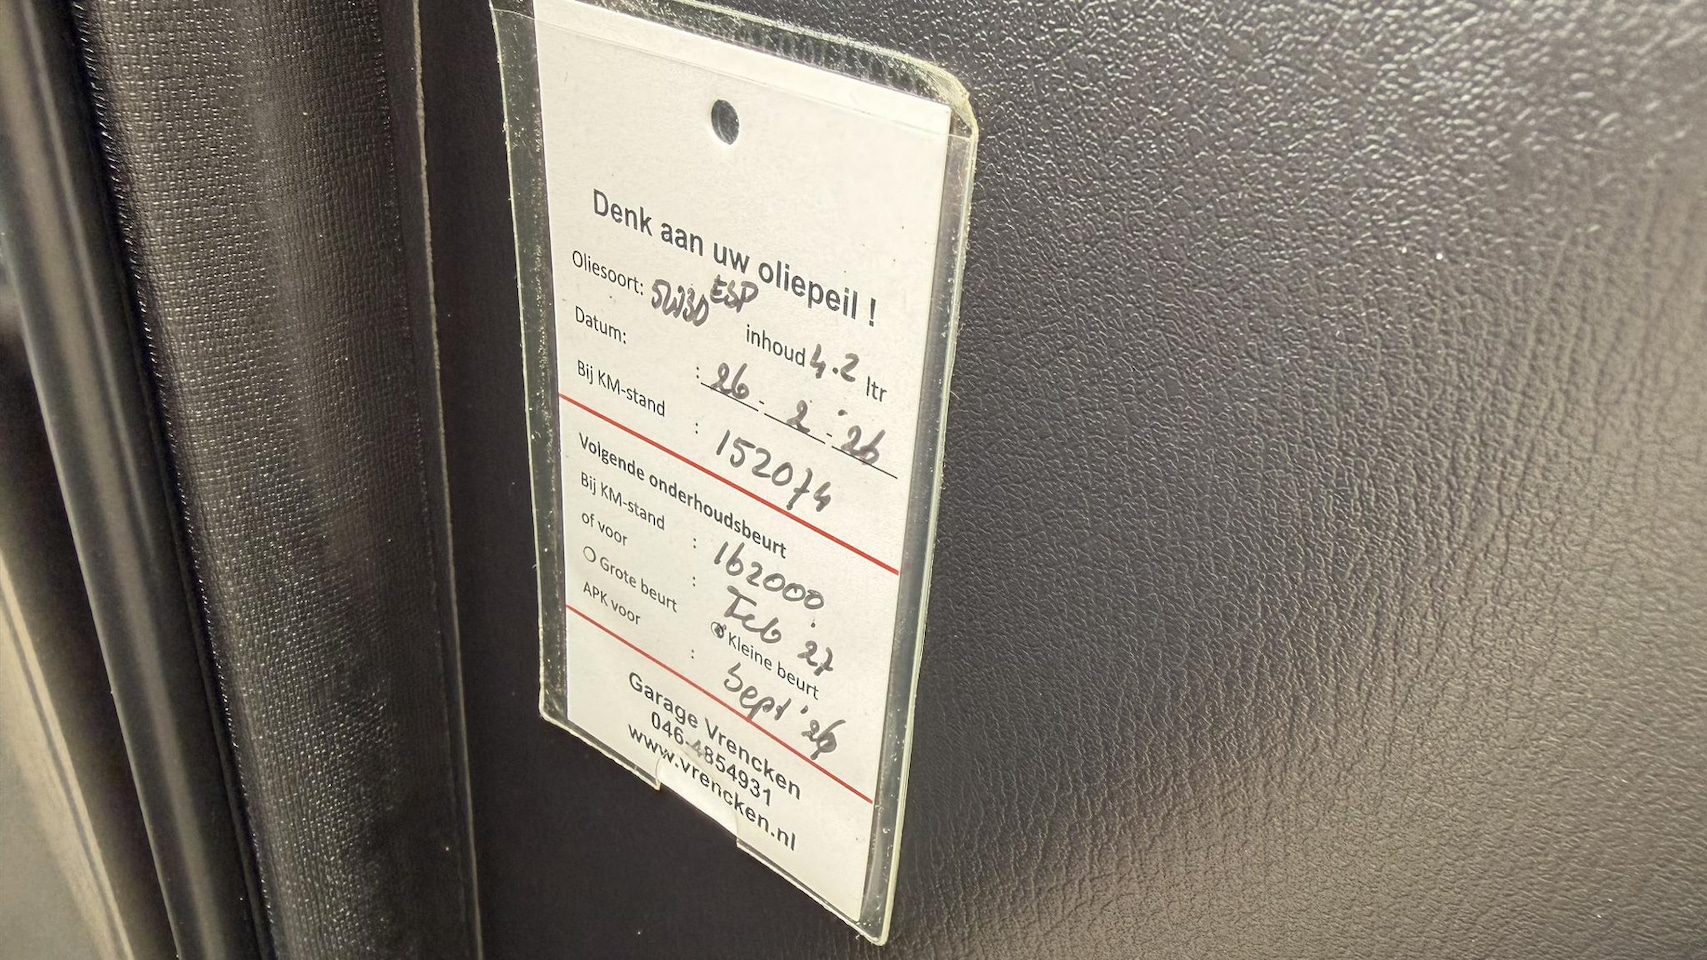 Denk aan uw oliepeil !
Oliesoort: 5W30 ESP inhoud 4.2 ltr
Datum: : 26 - 2 - 26
Bij KM-stand : 152074
Volgende onderhoudsbeurt
Bij KM-stand : 162000
of voor : Feb 27
Grote beurt Kleine beurt
APK voor : Sept '26
Garage Vrencken
046-4854931
www.vrencken.nl